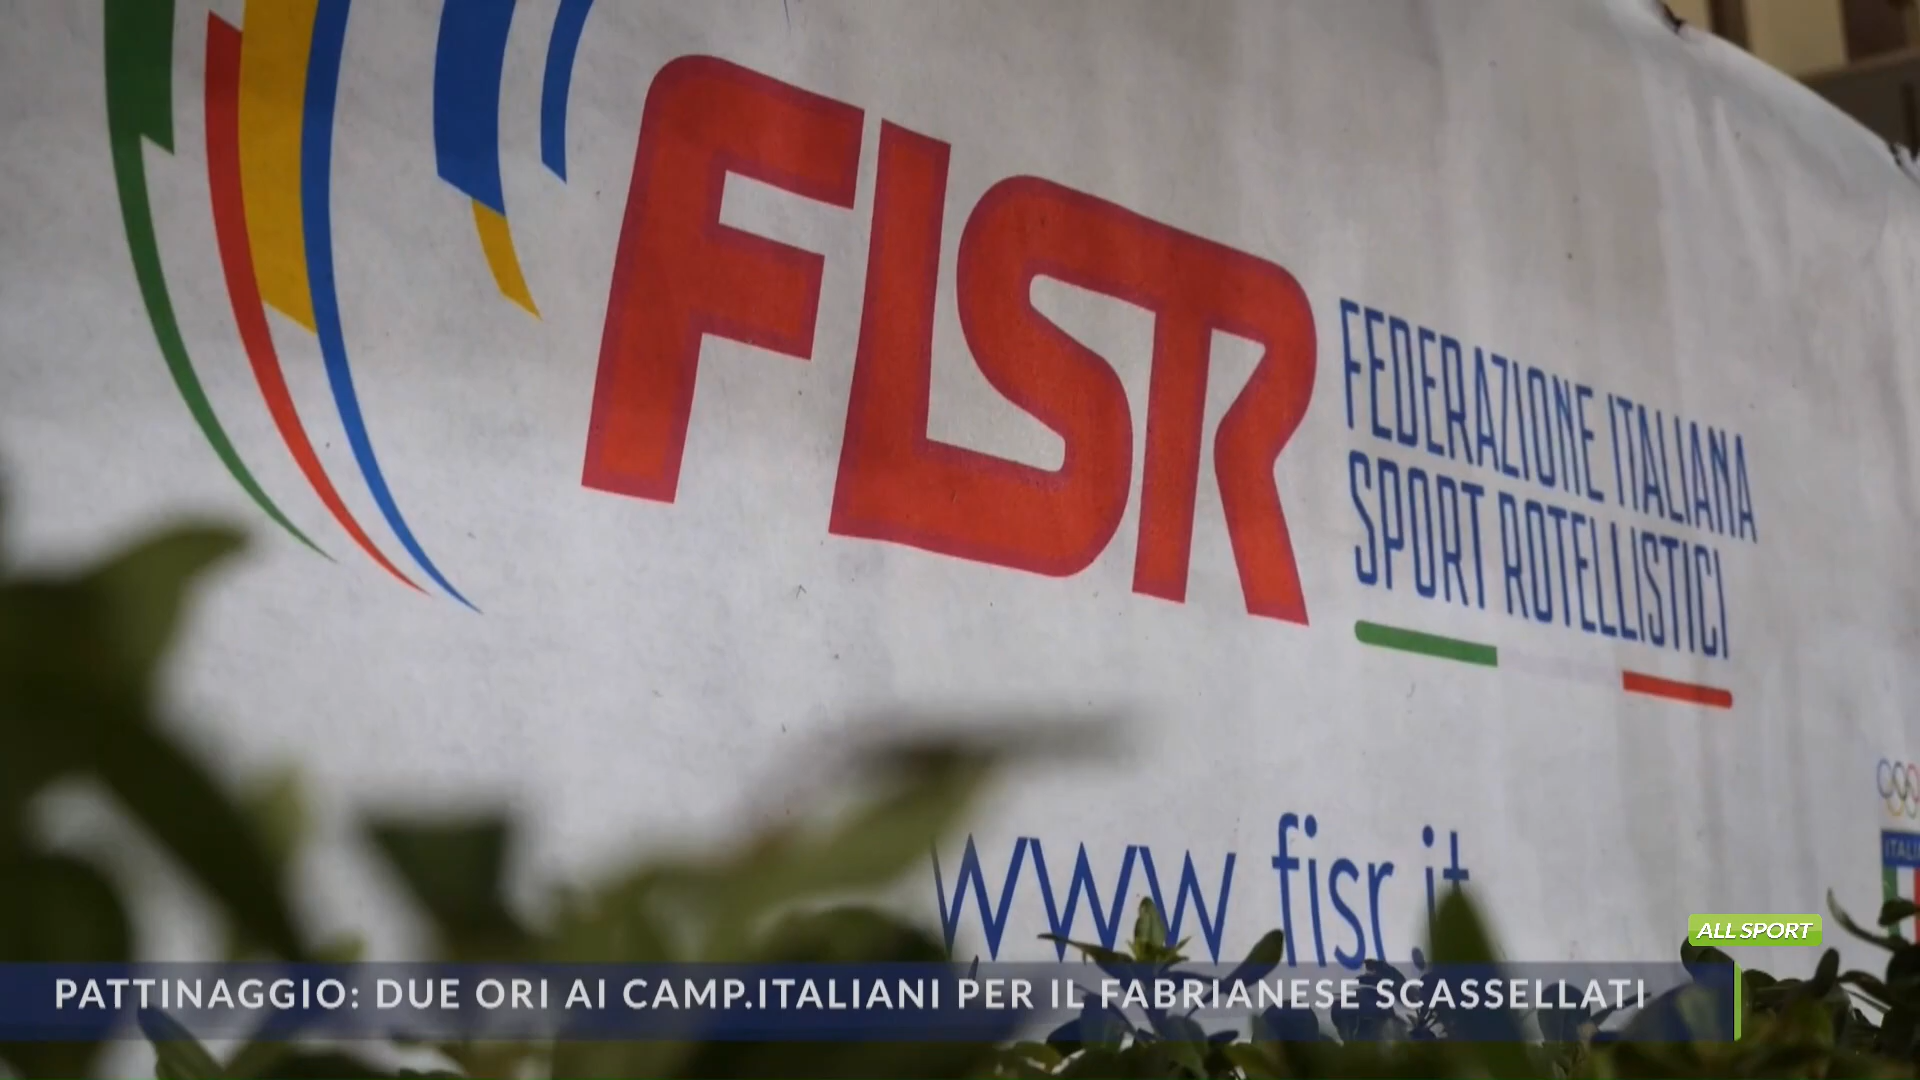 FISR
FEDERAZIONE ITALIANA
SPORT ROTELLISTICI
www.fisr.it
ITALIA
ALL SPORT
PATTINAGGIO: DUE ORI AI CAMP.ITALIANI PER IL FABRIANESE SCASSELLATI